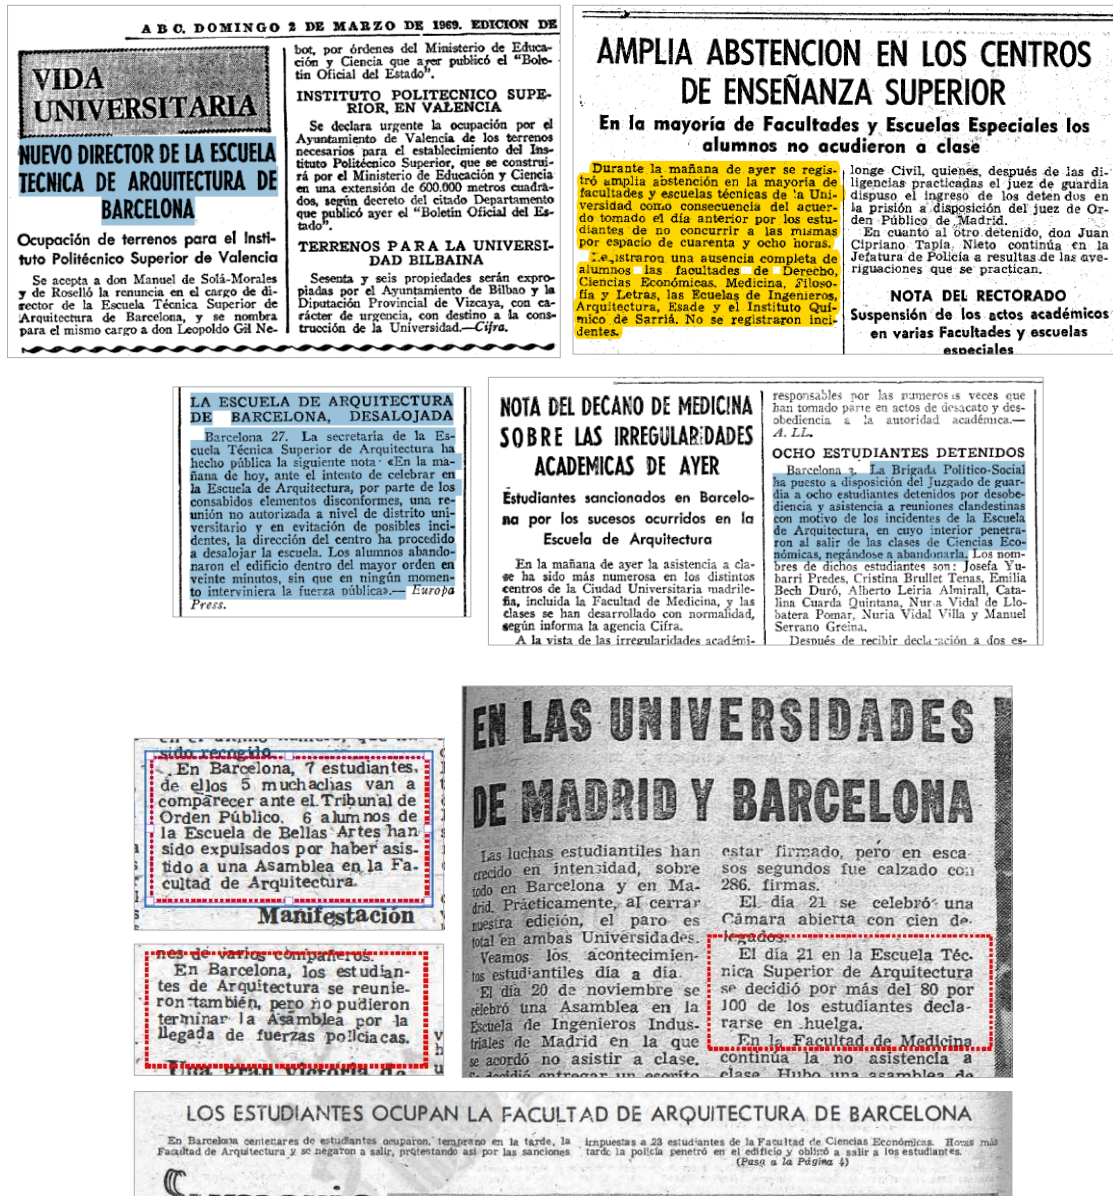 A B C. DOMINGO 2 DE MARZO DE 1969. EDICION DE
VIDA
UNIVERSITARIA
NUEVO DIRECTOR DE LA ESCUELA
TECNICA DE ARQUITECTURA DE
BARCELONA
Ocupación de terrenos para el Insti-
tuto Politécnico Superior de Valencia
Se acepta a don Manuel de Solá-Morales
y de Roselló la renuncia en el cargo de di-
rector de la Escuela Técnica Superior de
Arquitectura de Barcelona, y se nombra
para el mismo cargo a don Leopoldo Gil Ne-
bot, por órdenes del Ministerio de Educa-
ción y Ciencia que ayer publicó el "Bole-
tín Oficial del Estado".
INSTITUTO POLITECNICO SUPE-
RIOR, EN VALENCIA
Se declara urgente la ocupación por el
Ayuntamiento de Valencia de los terrenos
necesarios para el establecimiento del Ins-
tituto Politécnico Superior, que se construi-
rá por el Ministerio de Educación y Ciencia
en una extensión de 600.000 metros cuadra-
dos, según decreto del citado Departamento
que publicó ayer el "Boletín Oficial del Es-
tado".
TERRENOS PARA LA UNIVERSI-
DAD BILBAINA
Sesenta y seis propiedades serán expro-
piadas por el Ayuntamiento de Bilbao y la
Diputación Provincial de Vizcaya, con ca-
rácter de urgencia, con destino a la cons-
trucción de la Universidad.—Cifra.
AMPLIA ABSTENCION EN LOS CENTROS
DE ENSEÑANZA SUPERIOR
En la mayoría de Facultades y Escuelas Especiales los
alumnos no acudieron a clase
Durante la mañana de ayer se regis-
tró amplia abstención en la mayoría de
facultades y escuelas técnicas de la Uni-
versidad como consecuencia del acuer-
do tomado el día anterior por los estu-
diantes de no concurrir a las mismas
por espacio de cuarenta y ocho horas.
Registraron una ausencia completa de
alumnos las facultades de Derecho,
Ciencias Económicas, Medicina, Filoso-
fía y Letras, las Ecuelas de Ingenieros,
Arquitectura, Esade y el Instituto Quí-
mico de Sarriá. No se registraron inci-
dentes.
longe Civil, quienes, después de las di-
ligencias practicadas el juez de guardia
dispuso el ingreso de los detenidos en
la prisión a disposición del juez de Or-
den Público de Madrid.
En cuanto al otro detenido, don Juan
Cipriano Tapia, Nieto continúa en la
Jefatura de Policía a resultas de las ave-
riguaciones que se practican.
NOTA DEL RECTORADO
Suspensión de los actos académicos
en varias Facultades y escuelas
especiales
LA ESCUELA DE ARQUITECTURA
DE BARCELONA, DESALOJADA
Barcelona 27. La secretaria de la Es-
cuela Técnica Superior de Arquitectura ha
hecho pública la siguiente nota: «En la ma-
ñana de hoy, ante el intento de celebrar en
la Escuela de Arquitectura, por parte de los
consabidos elementos disconformes, una re-
unión no autorizada a nivel de distrito uni-
versitario y en evitación de posibles inci-
dentes, la dirección del centro ha procedido
a desalojar la escuela. Los alumnos abando-
naron el edificio dentro del mayor orden en
veinte minutos, sin que en ningún momen-
to interviniera la fuerza pública».— Europa
Press.
NOTA DEL DECANO DE MEDICINA
SOBRE LAS IRREGULARIDADES
ACADEMICAS DE AYER
Estudiantes sancionados en Barcelo-
na por los sucesos ocurridos en la
Escuela de Arquitectura
En la mañana de ayer la asistencia a cla-
se ha sido más numerosa en los distintos
centros de la Ciudad Universitaria madrile-
ña, incluida la Facultad de Medicina, y las
clases se han desarrollado con normalidad,
según informa la agencia Cifra.
A la vista de las irregularidades académi-
responsables por las numerosas veces que
han tomado parte en actos de desacato y des-
obediencia a la autoridad académica.—
A. LL.
OCHO ESTUDIANTES DETENIDOS
Barcelona 3. La Brigada Politico-Social
ha puesto a disposición del Juzgado de guar-
dia a ocho estudiantes detenidos por desobe-
diencia y asistencia a reuniones clandestinas
con motivo de los incidentes de la Escuela
de Arquitectura, en cuyo interior penetra-
ron al salir de las clases de Ciencias Eco-
nómicas, negándose a abandonarla. Los nom-
bres de dichos estudiantes son: Josefa Yu-
barri Predes, Cristina Brullet Tenas, Emilia
Bech Duró, Alberto Leiria Almirall, Cata-
lina Cuarda Quintana, Nuria Vidal de Llo-
batera Pomar, Nuria Vidal Villa y Manuel
Serrano Greina.
Después de recibir declaración a dos es-
sido recogido.
En Barcelona, 7 estudiantes,
de ellos 5 muchachas van a
comparecer ante el Tribunal de
Orden Público. 6 alumnos de
la Escuela de Bellas Artes han
sido expulsados por haber asis-
tido a una Asamblea en la Fa-
cultad de Arquitectura.
Manifestación
nes de varios compañeros.
En Barcelona, los estudian-
tes de Arquitectura se reunie-
ron también, pero no pudieron
terminar la Asamblea por la
llegada de fuerzas policiacas.
Una gran victoria de
EN LAS UNIVERSIDADES
DE MADRID Y BARCELONA
Las luchas estudiantiles han
crecido en intensidad, sobre
todo en Barcelona y en Ma-
drid. Prácticamente, al cerrar
nuestra edición, el paro es
total en ambas Universidades.
Veamos los acontecimien-
tos estudiantiles día a día.
El día 20 de noviembre se
celebró una Asamblea en la
Escuela de Ingenieros Indus-
triales de Madrid en la que
se acordó no asistir a clase.
Se decidió entregar un escrito
estar firmado, pero en esca-
sos segundos fue calzado con
286 firmas.
El día 21 se celebró una
Cámara abierta con cien de-
legados.
El día 21 en la Escuela Téc-
nica Superior de Arquitectura
se decidió por más del 80 por
100 de los estudiantes decla-
rarse en huelga.
En la Facultad de Medicina
continúa la no asistencia a
clase. Hubo una asamblea de
LOS ESTUDIANTES OCUPAN LA FACULTAD DE ARQUITECTURA DE BARCELONA
En Barcelona centenares de estudiantes ocuparon, temprano en la tarde, la
Facultad de Arquitectura y se negaron a salir, protestando así por las sanciones
impuestas a 23 estudiantes de la Facultad de Ciencias Económicas. Horas más
tarde la policía penetró en el edificio y obligó a salir a los estudiantes.
(Pasa a la Página 4)